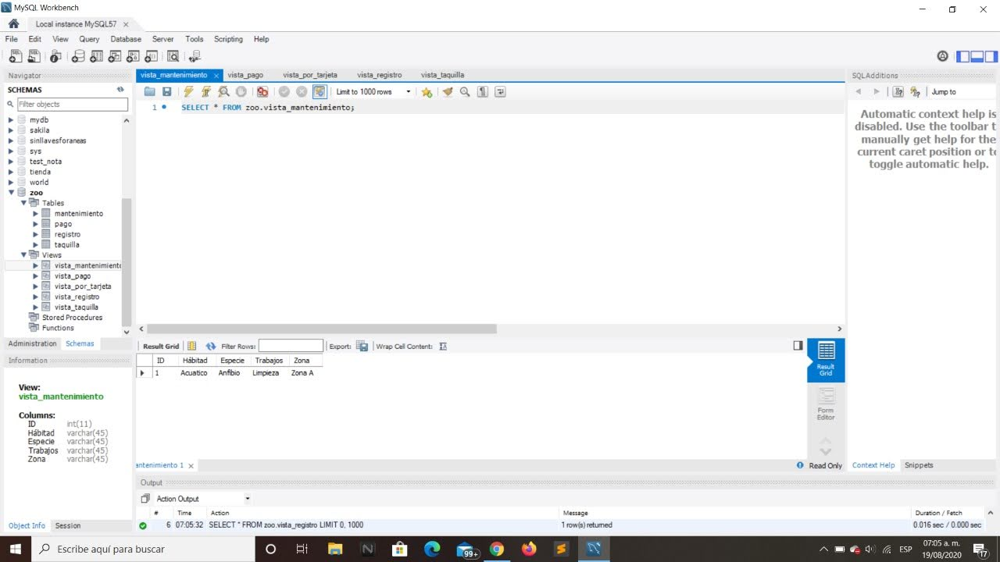 MySQL Workbench
Local instance MySQL57
File Edit View Query Database Server Tools Scripting Help
Navigator
SCHEMAS
Filter objects
mydb
sakila
sinllavesforaneas
sys
test_nota
tienda
world
zoo
Tables
mantenimiento
pago
registro
taquilla
Views
vista_mantenimiento
vista_pago
vista_por_tarjeta
vista_registro
vista_taquilla
Stored Procedures
Functions
Administration Schemas
Information
View:
vista_mantenimiento
Columns:
ID int(11)
Hábitad varchar(45)
Especie varchar(45)
Trabajos varchar(45)
Zona varchar(45)
Object Info Session
vista_mantenimiento vista_pago vista_por_tarjeta vista_registro vista_taquilla
Limit to 1000 rows
1 SELECT * FROM zoo.vista_mantenimiento;
Result Grid Filter Rows: Export: Wrap Cell Content:
ID Hábitad Especie Trabajos Zona
1 Acuatico Anfibio Limpieza Zona A
Result
Grid
Form
Editor
antenimiento 1 Read Only
SQLAdditions
Jump to
Automatic context help is
disabled. Use the toolbar t
manually get help for the
current caret position or to
toggle automatic help.
Context Help Snippets
Output
Action Output
# Time Action Message Duration / Fetch
6 07:05:32 SELECT * FROM zoo.vista_registro LIMIT 0, 1000 1 row(s) returned 0.016 sec / 0.000 sec
Escribe aquí para buscar
99+
ESP
07:05 a. m.
19/08/2020
17